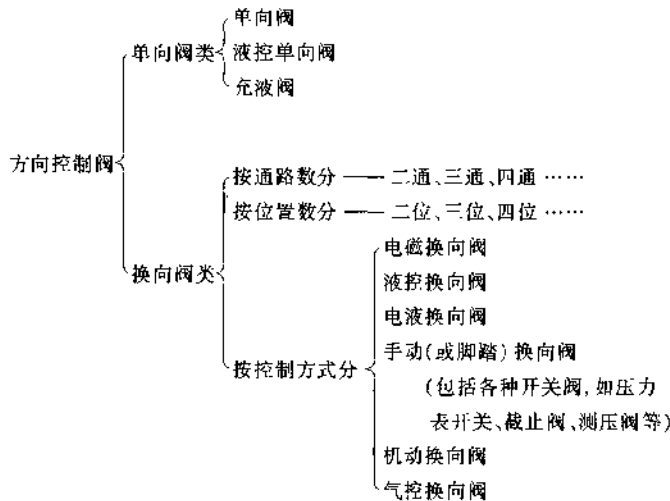 单向阀
单向阀类
液控单向阀
充液阀
方向控制阀
按通路数分 —— 二通、三通、四通 ……
按位置数分 —— 二位、三位、四位 ……
电磁换向阀
换向阀类
液控换向阀
电液换向阀
手动(或脚踏)换向阀
按控制方式分
(包括各种开关阀,如压力
表开关、截止阀、测压阀等)
机动换向阀
气控换向阀